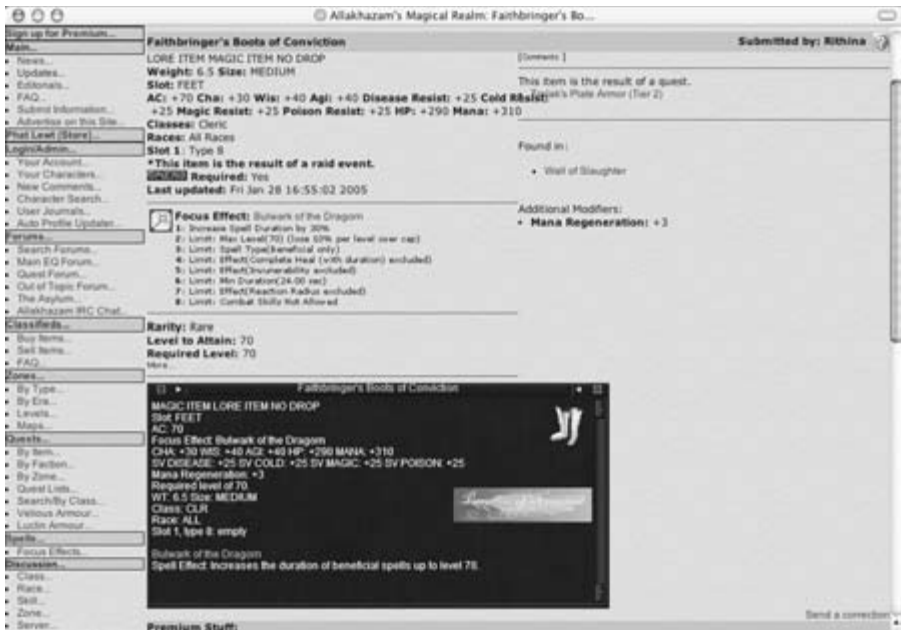 Allakhazam's Magical Realm: Faithbringer's Bo...
Sign up for Premium...
Main...
News...
Updates...
Editorials...
FAQ...
Submit Information...
Advertise on this Site...
Phat Lewt (Store)...
Login/Admin...
Your Account...
Your Characters...
New Comments...
Character Search...
User Journals...
Auto Profile Updater...
Forums...
Search Forums...
Main EQ Forum...
Quest Forum...
Out of Topic Forum...
The Asylum...
Allakhazam IRC Chat...
Classifieds...
Buy Items...
Sell Items...
FAQ...
Zones...
By Type...
By Era...
Levels...
Maps...
Quests...
By Item...
By Faction...
By Zone...
Quest Lists...
Search/By Class...
Velious Armour...
Luclin Armour...
Spells...
Focus Effects...
Discussion...
Class...
Race...
Skill...
Zone...
Server...
Faithbringer's Boots of Conviction
Submitted by: Rithina
LORE ITEM MAGIC ITEM NO DROP
Weight: 6.5 Size: MEDIUM
Slot: FEET
AC: +70 Cha: +30 Wis: +40 Agi: +40 Disease Resist: +25 Cold Resist:
+25 Magic Resist: +25 Poison Resist: +25 HP: +290 Mana: +310
Classes: Cleric
Races: All Races
Slot 1: Type 8
*This item is the result of a raid event.
Required: Yes
Last updated: Fri Jan 28 16:55:02 2005
Focus Effect: Bulwark of the Dragorn
1: Increase Spell Duration by 30%
2: Limit: Max Level(70) (lose 10% per level over cap)
3: Limit: Spell Type(Beneficial only)
4: Limit: Effect(Complete Heal (with duration) excluded)
5: Limit: Effect(Invunerability excluded)
6: Limit: Min Duration(24.00 sec)
7: Limit: Effect(Reaction Radius excluded)
8: Limit: Combat Skills Not Allowed
Rarity: Rare
Level to Attain: 70
Required Level: 70
More...
[Comments ]
This item is the result of a quest.
Plate Armor (Tier 2)
Found in:
Wall of Slaughter
Additional Modifiers:
Mana Regeneration: +3
Faithbringer's Boots of Conviction
MAGIC ITEM LORE ITEM NO DROP
Slot: FEET
AC: 70
Focus Effect: Bulwark of the Dragorn
CHA: +30 WIS: +40 AGI: +40 HP: +290 MANA: +310
SV DISEASE: +25 SV COLD: +25 SV MAGIC: +25 SV POISON: +25
Mana Regeneration: +3
Required level of 70.
WT: 6.5 Size: MEDIUM
Class: CLR
Race: ALL
Slot 1, type 8: empty
Bulwark of the Dragorn
Spell Effect: Increases the duration of beneficial spells up to level 70.
Send a correction
Premium Stuff: